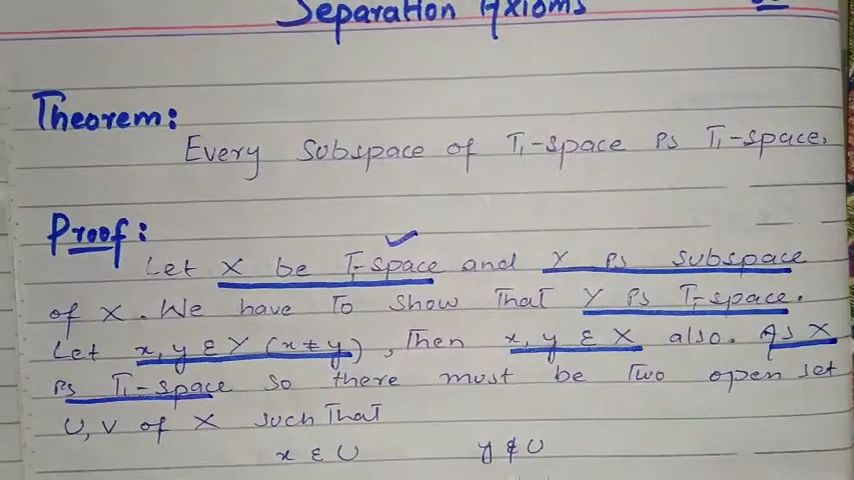 Separation Axioms
Theorem:
Every subspace of T₁-space is T₁-space.
Proof:
Let X be T₁-space and Y is subspace
of X. We have To show That Y is T₁-space.
Let x, y ε Y (x ≠ y), Then x, y ε X also. As X
is T₁-space so there must be Two open set
U, V of X such That
x ε U y ∉ U